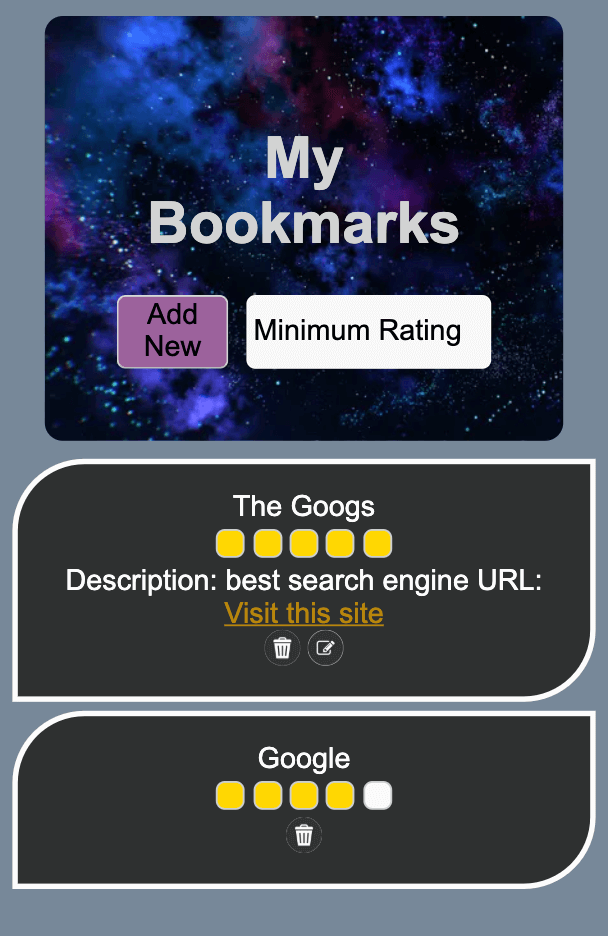 My
Bookmarks
Add
New
Minimum Rating
The Googs
Description: best search engine URL:
Visit this site
Google